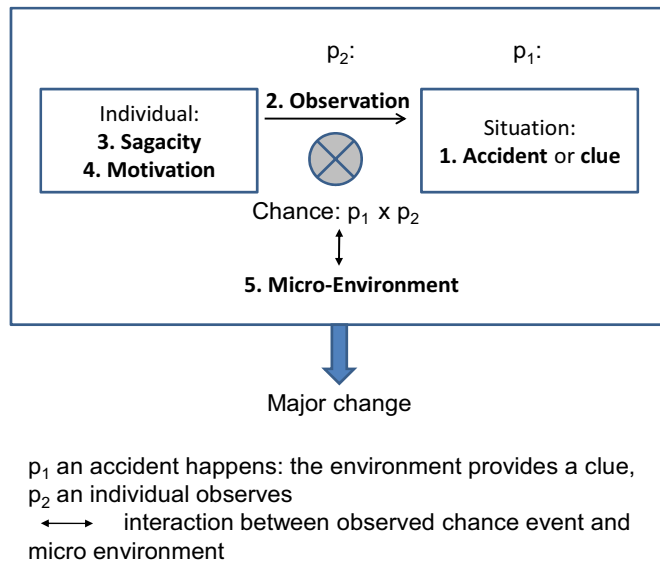 p₂: p₁:
Individual:
3. Sagacity
4. Motivation
2. Observation
Situation:
1. Accident or clue
Chance: p₁ x p₂
5. Micro-Environment
Major change
p₁ an accident happens: the environment provides a clue,
p₂ an individual observes
interaction between observed chance event and
micro environment